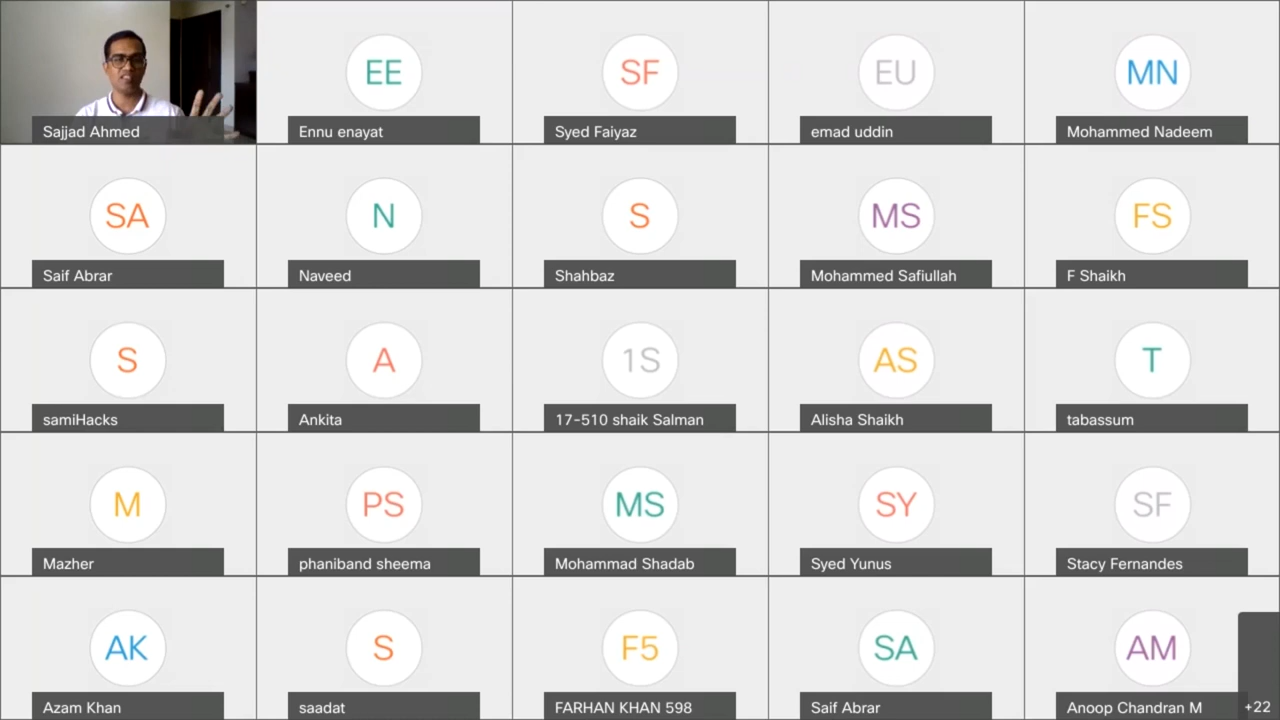 Sajjad Ahmed
EE
Ennu enayat
SF
Syed Faiyaz
EU
emad uddin
MN
Mohammed Nadeem
SA
Saif Abrar
N
Naveed
S
Shahbaz
MS
Mohammed Safiullah
FS
F Shaikh
S
samiHacks
A
Ankita
1S
17-510 shaik Salman
AS
Alisha Shaikh
T
tabassum
M
Mazher
PS
phaniband sheema
MS
Mohammad Shadab
SY
Syed Yunus
SF
Stacy Fernandes
AK
Azam Khan
S
saadat
F5
FARHAN KHAN 598
SA
Saif Abrar
AM
Anoop Chandran M
+22